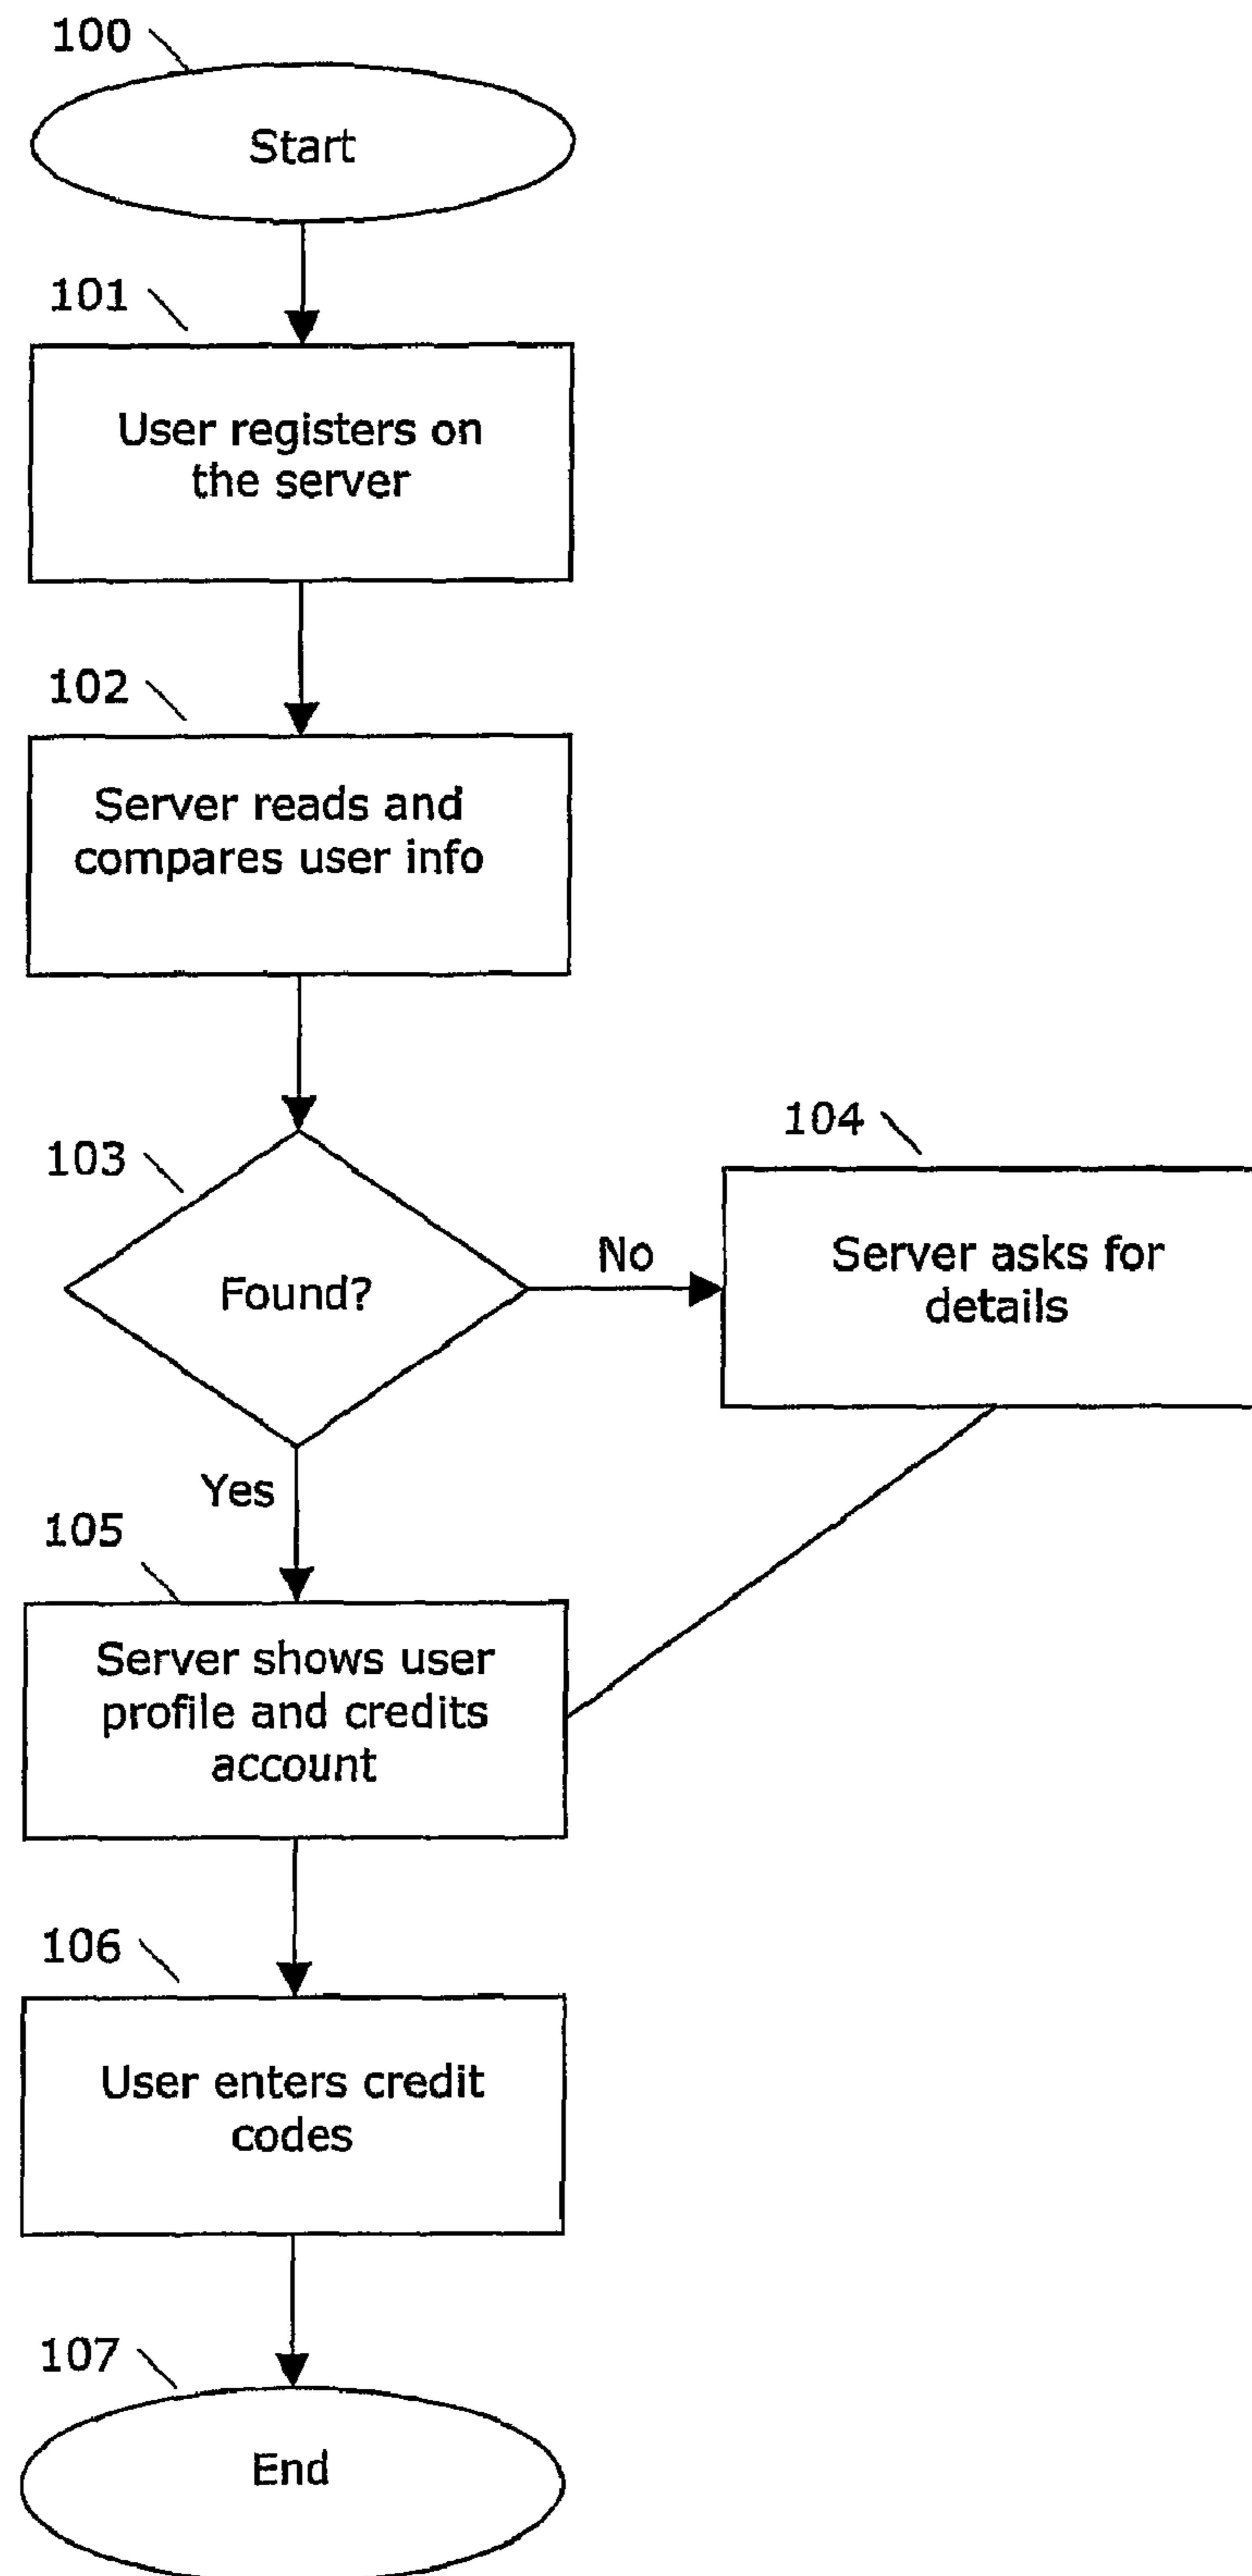 100
Start
101
User registers on
the server
102
Server reads and
compares user info
103
Found?
No
104
Server asks for
details
Yes
105
Server shows user
profile and credits
account
106
User enters credit
codes
107
End